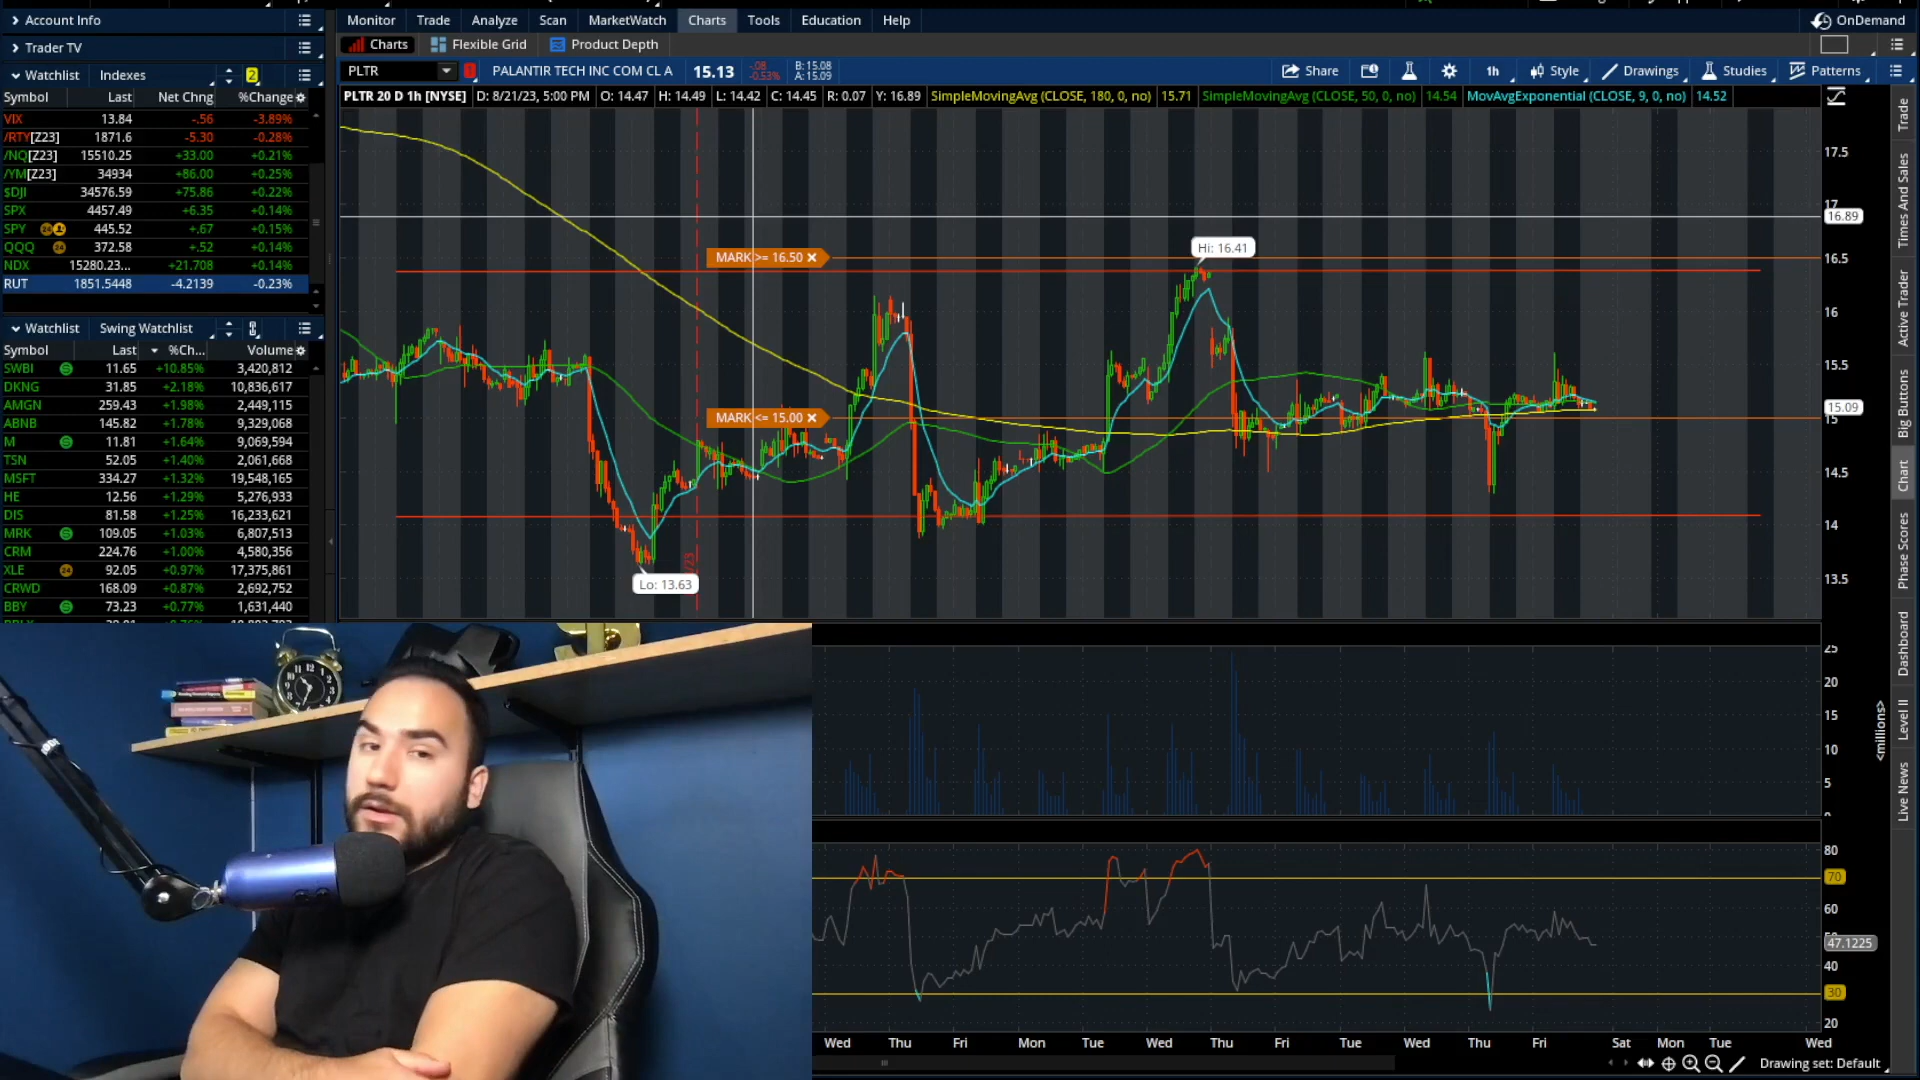 Account Info
Monitor Trade Analyze Scan MarketWatch Charts Tools Education Help OnDemand
Trader TV
Charts Flexible Grid Product Depth
Watchlist Indexes 2
PLTR PALANTIR TECH INC COM CL A 15.13 -.08 -0.53% B: 15.08 A: 15.09 Share 1h Style Drawings Studies Patterns
Symbol Last Net Chng %Change
PLTR 20 D 1h [NYSE] D: 8/21/23, 5:00 PM O: 14.47 H: 14.49 L: 14.42 C: 14.45 R: 0.07 Y: 16.89 SimpleMovingAvg (CLOSE, 180, 0, no) 15.71 SimpleMovingAvg (CLOSE, 50, 0, no) 14.54 MovAvgExponential (CLOSE, 9, 0, no) 14.52
VIX 13.84 -.56 -3.89%
/RTY[Z23] 1871.6 -5.30 -0.28%
/NQ[Z23] 15510.25 +33.00 +0.21%
/YM[Z23] 34934 +86.00 +0.25%
$DJI 34576.59 +75.86 +0.22%
SPX 4457.49 +6.35 +0.14%
SPY 445.52 +.67 +0.15%
QQQ 372.58 +.52 +0.14%
NDX 15280.23... +21.708 +0.14%
RUT 1851.5448 -4.2139 -0.23%
Watchlist Swing Watchlist
Symbol Last %Ch... Volume
SWBI 11.65 +10.85% 3,420,812
DKNG 31.85 +2.18% 10,836,617
AMGN 259.43 +1.98% 2,449,115
ABNB 145.82 +1.78% 9,069,594
M 11.81 +1.64% 9,069,594
TSN 52.05 +1.40% 2,061,668
MSFT 334.27 +1.32% 19,548,165
HE 12.56 +1.29% 5,276,933
DIS 81.58 +1.25% 16,233,621
MRK 109.05 +1.03% 6,807,513
CRM 224.76 +1.00% 4,580,356
XLE 92.05 +0.97% 17,375,861
CRWD 168.09 +0.87% 2,692,752
BBY 73.23 +0.77% 1,631,440
17.5
17
16.89
Hi: 16.41
MARK >= 16.50
16.5
16
15.5
15.09
MARK <= 15.00
15
14.5
14
Lo: 13.63
13.5
25
20
15
10
5
<millions>
80
70
60
47.1225
40
30
20
Wed Thu Fri Mon Tue Wed Thu Fri Tue Wed Thu Fri Sat Mon Tue Wed
Drawing set: Default
Trade
Times And Sales
Active Trader
Big Buttons
Chart
Phase Scores
Dashboard
Level II
Live News